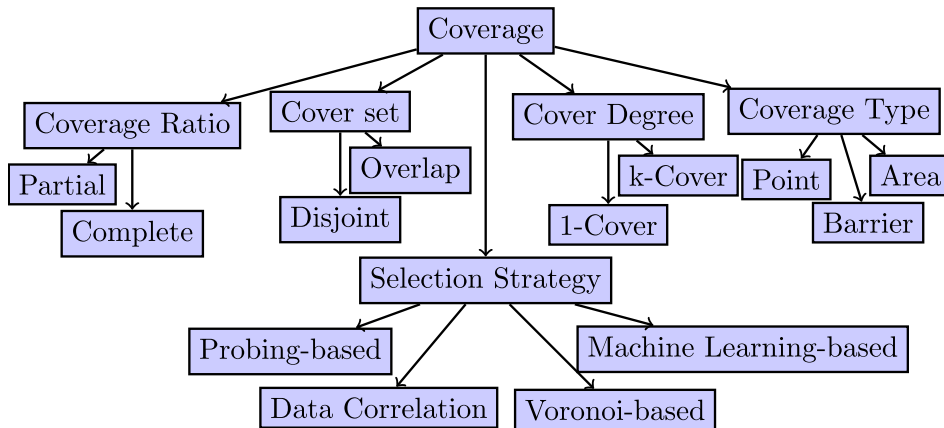 Coverage
Coverage Ratio
Cover set
Cover Degree
Coverage Type
Partial
Overlap
k-Cover
Point
Area
Complete
Disjoint
1-Cover
Barrier
Selection Strategy
Probing-based
Machine Learning-based
Data Correlation
Voronoi-based